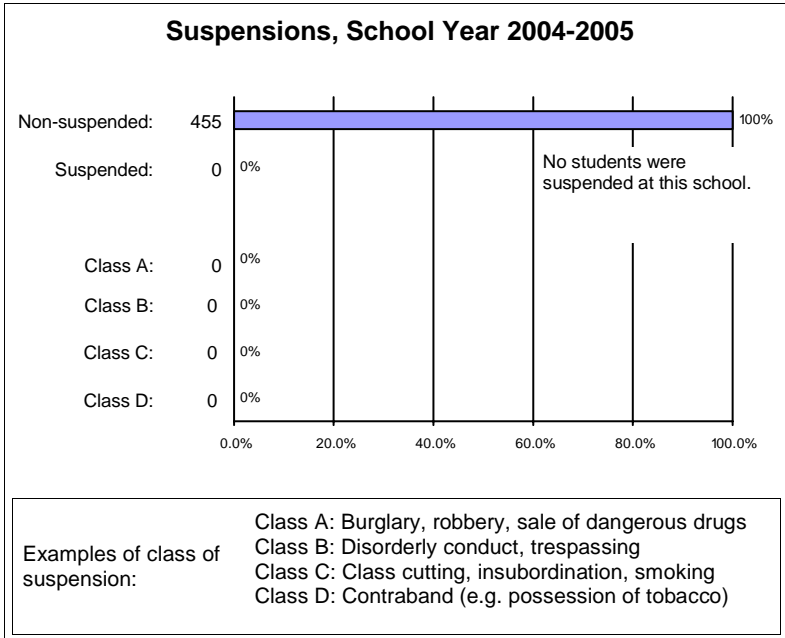 Suspensions, School Year 2004-2005
Non-suspended: 455 100%
Suspended: 0 0%
No students were
suspended at this school.
Class A: 0 0%
Class B: 0 0%
Class C: 0 0%
Class D: 0 0%
0.0% 20.0% 40.0% 60.0% 80.0% 100.0%
Examples of class of
suspension:
Class A: Burglary, robbery, sale of dangerous drugs
Class B: Disorderly conduct, trespassing
Class C: Class cutting, insubordination, smoking
Class D: Contraband (e.g. possession of tobacco)